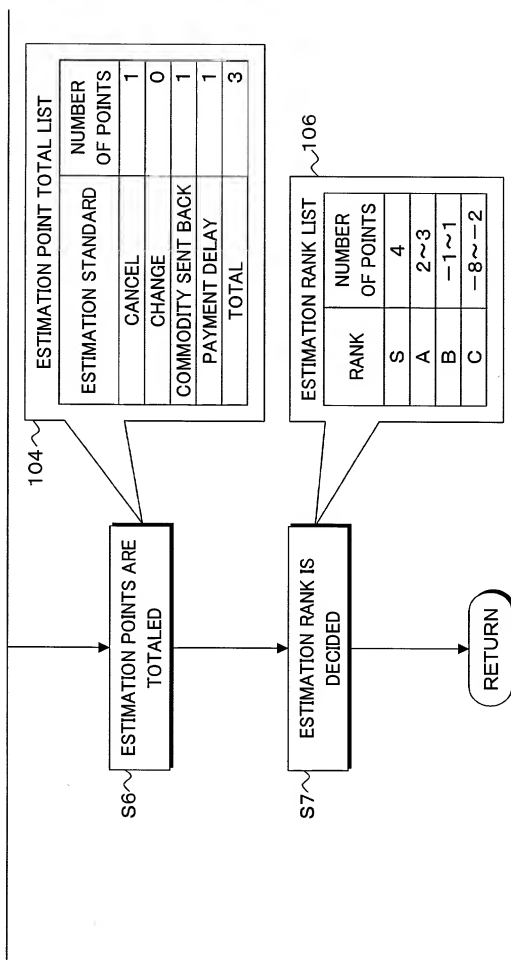 104
ESTIMATION POINT TOTAL LIST
ESTIMATION STANDARD NUMBER OF POINTS
CANCEL 1
CHANGE 0
COMMODITY SENT BACK 1
PAYMENT DELAY 1
TOTAL 3
S6
ESTIMATION POINTS ARE
TOTALED
106
ESTIMATION RANK LIST
RANK NUMBER OF POINTS
S 4
A 2~3
B -1~1
C -8~-2
S7
ESTIMATION RANK IS
DECIDED
RETURN